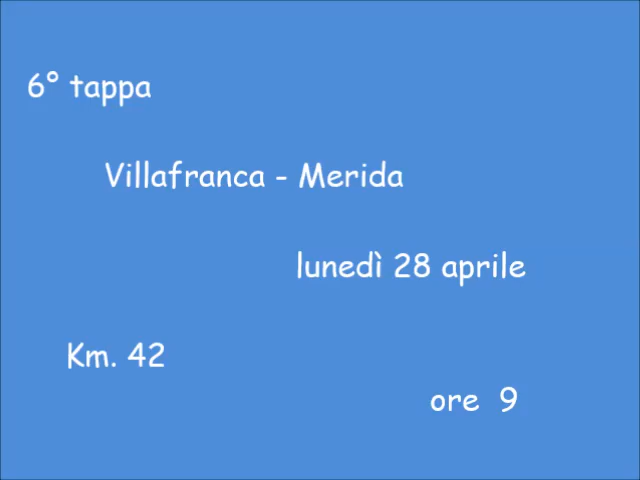 6° tappa
Villafranca - Merida
lunedì 28 aprile
Km. 42
ore 9